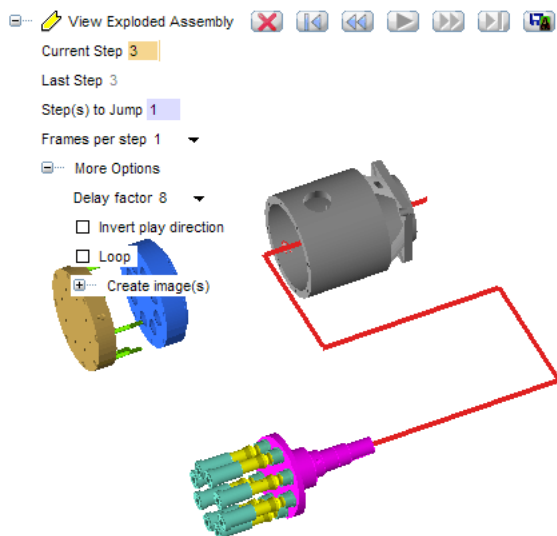 View Exploded Assembly
Current Step 3
Last Step 3
Step(s) to Jump 1
Frames per step 1
More Options
Delay factor 8
Invert play direction
Loop
Create image(s)